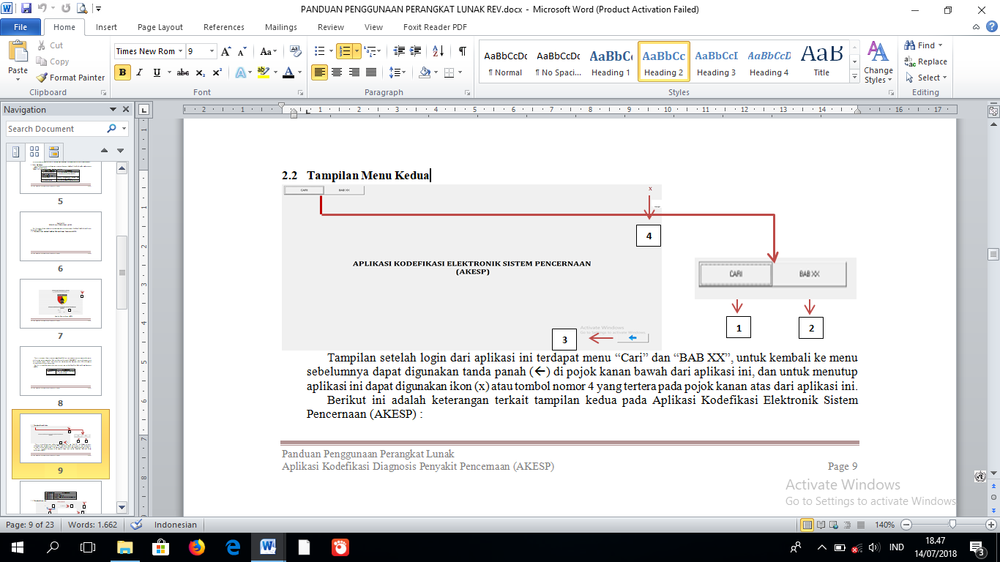 PANDUAN PENGGUNAAN PERANGKAT LUNAK REV.docx - Microsoft Word (Product Activation Failed)
File Home Insert Page Layout References Mailings Review View Foxit Reader PDF
Paste
Cut
Copy
Format Painter
Clipboard
Times New Rom 9
Font
Paragraph
AaBbCcDc AaBbCcDc AaBbCc AaBbCc AaBbCcI AaBbCcD AaB
¶ Normal ¶ No Spaci... Heading 1 Heading 2 Heading 3 Heading 4 Title
Change Styles
Styles
Find
Replace
Select
Editing
Navigation
Search Document
5
6
7
8
9
2.2 Tampilan Menu Kedua
CARI BAB XX X
4
APLIKASI KODEFIKASI ELEKTRONIK SISTEM PENCERNAAN
(AKESP)
CARI BAB XX
1 2
Activate Windows
Go to Settings to activate Windows
3
Tampilan setelah login dari aplikasi ini terdapat menu “Cari” dan “BAB XX”, untuk kembali ke menu
sebelumnya dapat digunakan tanda panah (←) di pojok kanan bawah dari aplikasi ini, dan untuk menutup
aplikasi ini dapat digunakan ikon (x) atau tombol nomor 4 yang tertera pada pojok kanan atas dari aplikasi ini.
Berikut ini adalah keterangan terkait tampilan kedua pada Aplikasi Kodefikasi Elektronik Sistem
Pencernaan (AKESP) :
Panduan Penggunaan Perangkat Lunak
Aplikasi Kodefikasi Diagnosis Penyakit Pencernaan (AKESP) Page 9
Activate Windows
Go to Settings to activate Windows
Page: 9 of 23 Words: 1.662 Indonesian 140%
IND
18.47
14/07/2018
3